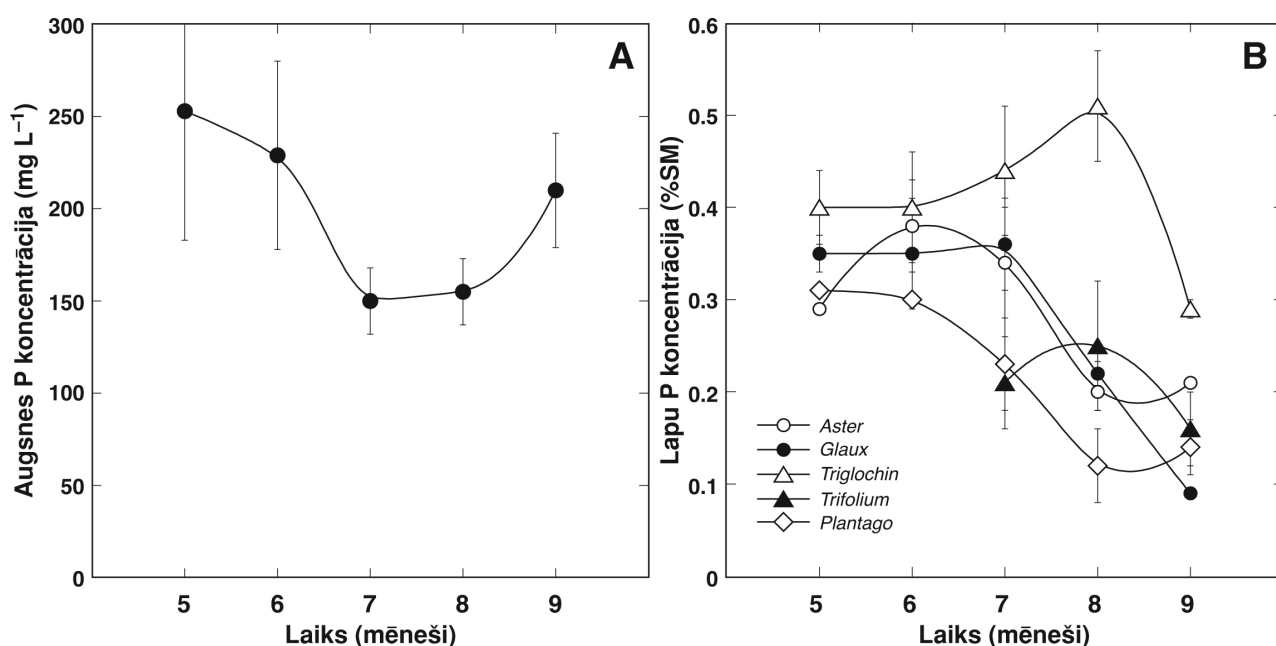 A
Augsnes P koncentrācija (mg L⁻¹)
300
250
200
150
100
50
0
5 6 7 8 9
Laiks (mēneši)
B
Lapu P koncentrācija (%SM)
0.6
0.5
0.4
0.3
0.2
0.1
0
Aster
Glaux
Triglochin
Trifolium
Plantago
5 6 7 8 9
Laiks (mēneši)